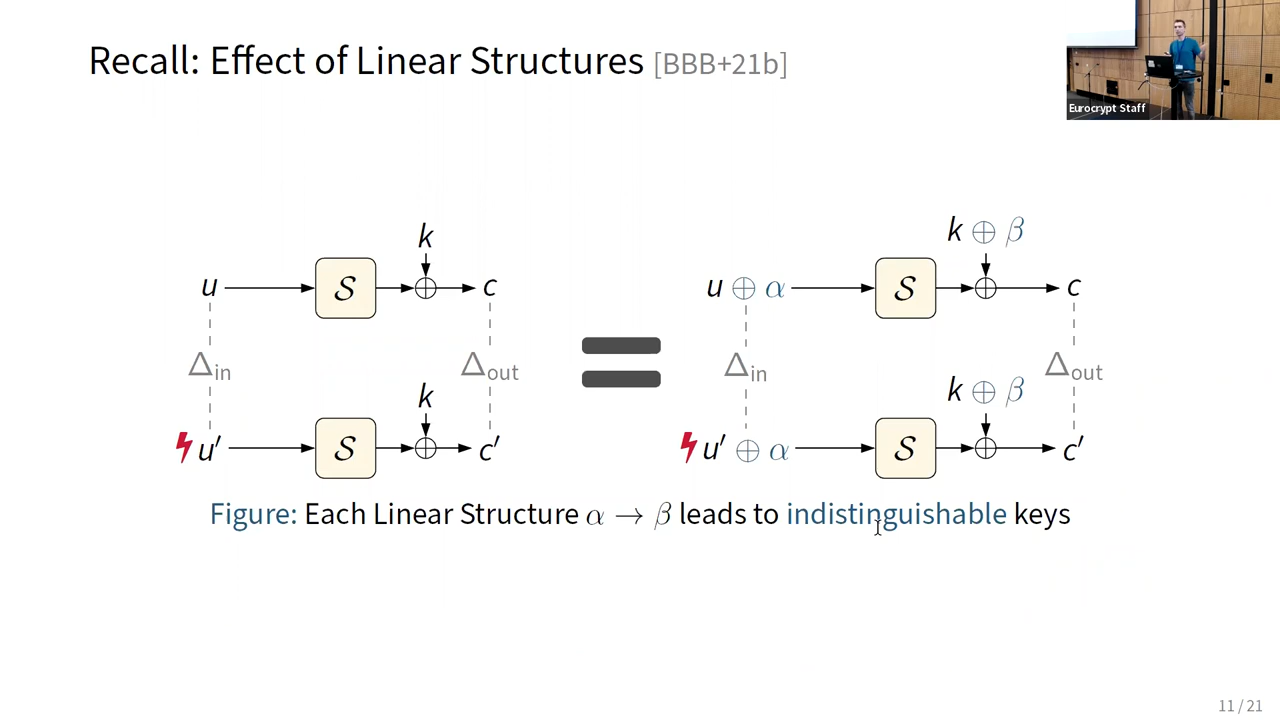 Recall: Effect of Linear Structures [BBB+21b]
Eurocrypt Staff
k
k ⊕ β
u
S
⊕
c
u ⊕ α
S
⊕
c
Δin
Δout
=
Δin
Δout
k
k ⊕ β
u′
S
⊕
c′
u′ ⊕ α
S
⊕
c′
Figure: Each Linear Structure α → β leads to indistinguishable keys
11 / 21